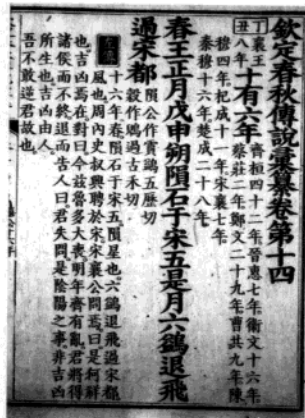 欽定春秋傳說彙纂卷第十四
丁丑
襄王八年
十有六年
齊桓四十二年晉惠七年衛文十六年
蔡莊二年鄭文二十九年曹共九年陳
穆四年杞成十一年宋襄七年
秦穆十六年楚成二十八年
春王正月戊申朔隕石于宋五是月六鷁退飛
過宋都
隕公作霣鷁五歷切
穀作鶂過古禾切
左傳
十六年春隕石于宋五隕星也六鷁退飛過宋都
風也周內史叔興聘於宋宋襄公問焉曰是何祥
也吉凶焉在對曰今茲魯多大喪明年齊有亂君將得
諸侯而不終退而告人曰君失問是陰陽之事非吉凶
所生也吉凶由人
吾不敢逆君故也